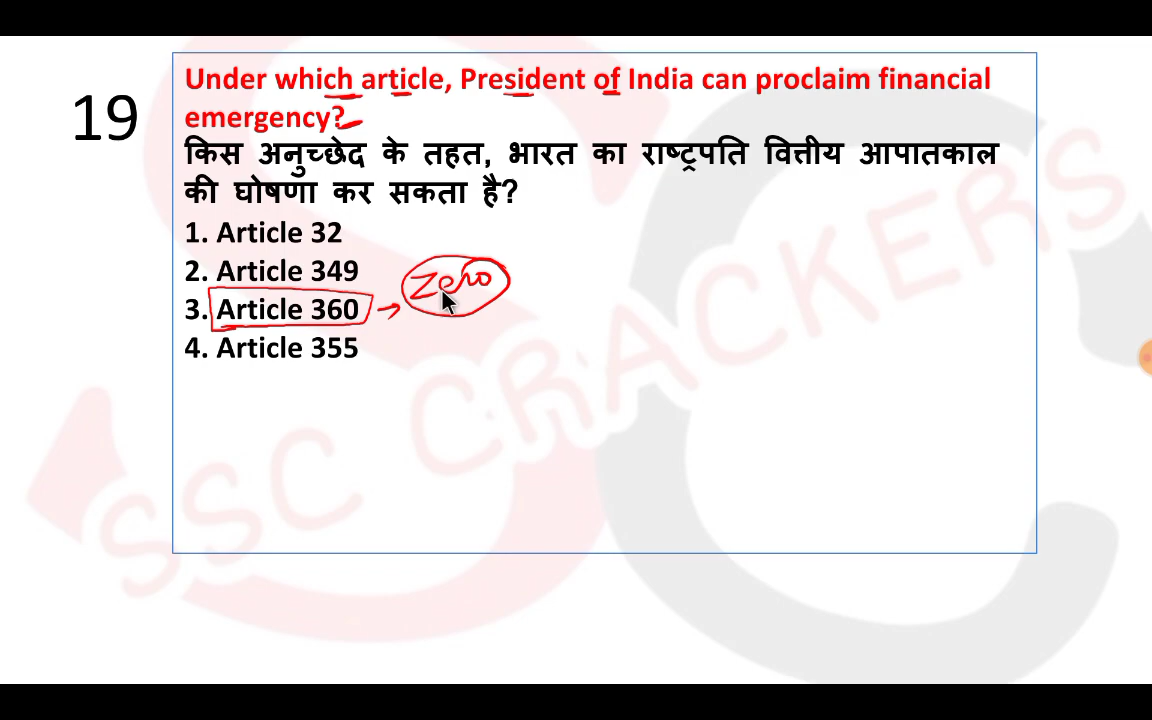 19
Under which article, President of India can proclaim financial
emergency?
किस अनुच्छेद के तहत, भारत का राष्ट्रपति वित्तीय आपातकाल
की घोषणा कर सकता है?
1. Article 32
2. Article 349
Zero
3. Article 360
4. Article 355
SSC CRACKERS